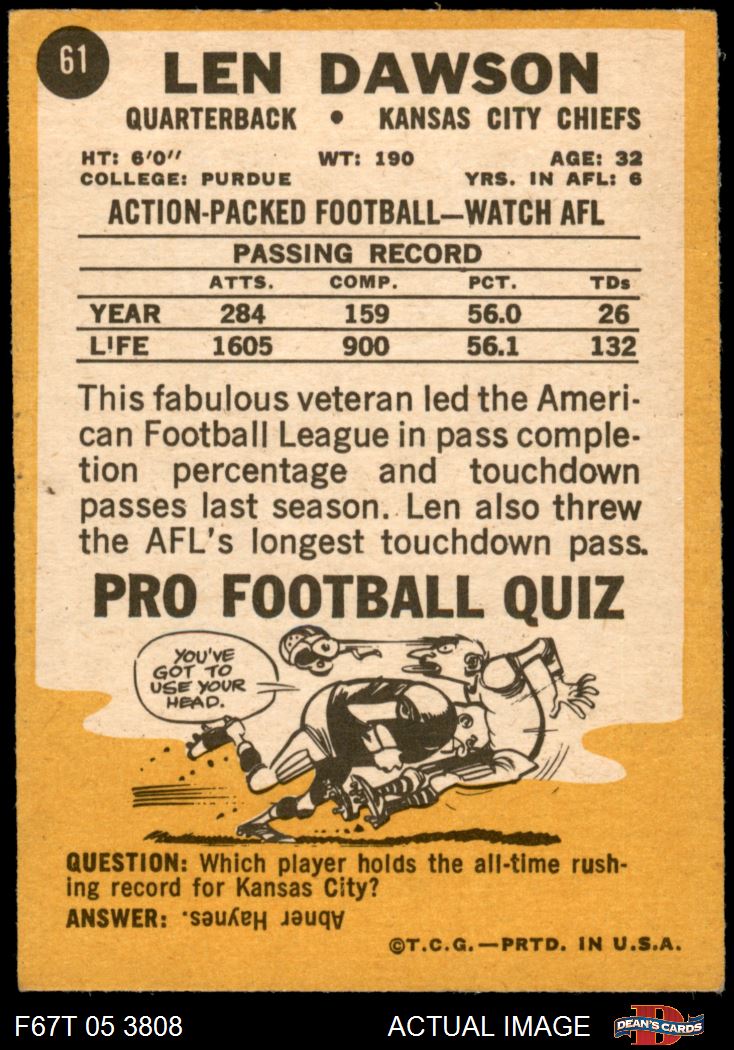 61
LEN DAWSON
QUARTERBACK • KANSAS CITY CHIEFS
HT: 6'0" WT: 190 AGE: 32
COLLEGE: PURDUE YRS. IN AFL: 6
ACTION-PACKED FOOTBALL—WATCH AFL
PASSING RECORD
ATTS. COMP. PCT. TDs
YEAR 284 159 56.0 26
LIFE 1605 900 56.1 132
This fabulous veteran led the Ameri-
can Football League in pass comple-
tion percentage and touchdown
passes last season. Len also threw
the AFL's longest touchdown pass.
PRO FOOTBALL QUIZ
YOU'VE
GOT TO
USE YOUR
HEAD.
QUESTION: Which player holds the all-time rush-
ing record for Kansas City?
ANSWER: Abner Haynes.
©T.C.G.—PRTD. IN U.S.A.
F67T 05 3808 ACTUAL IMAGE D DEAN'S CARDS